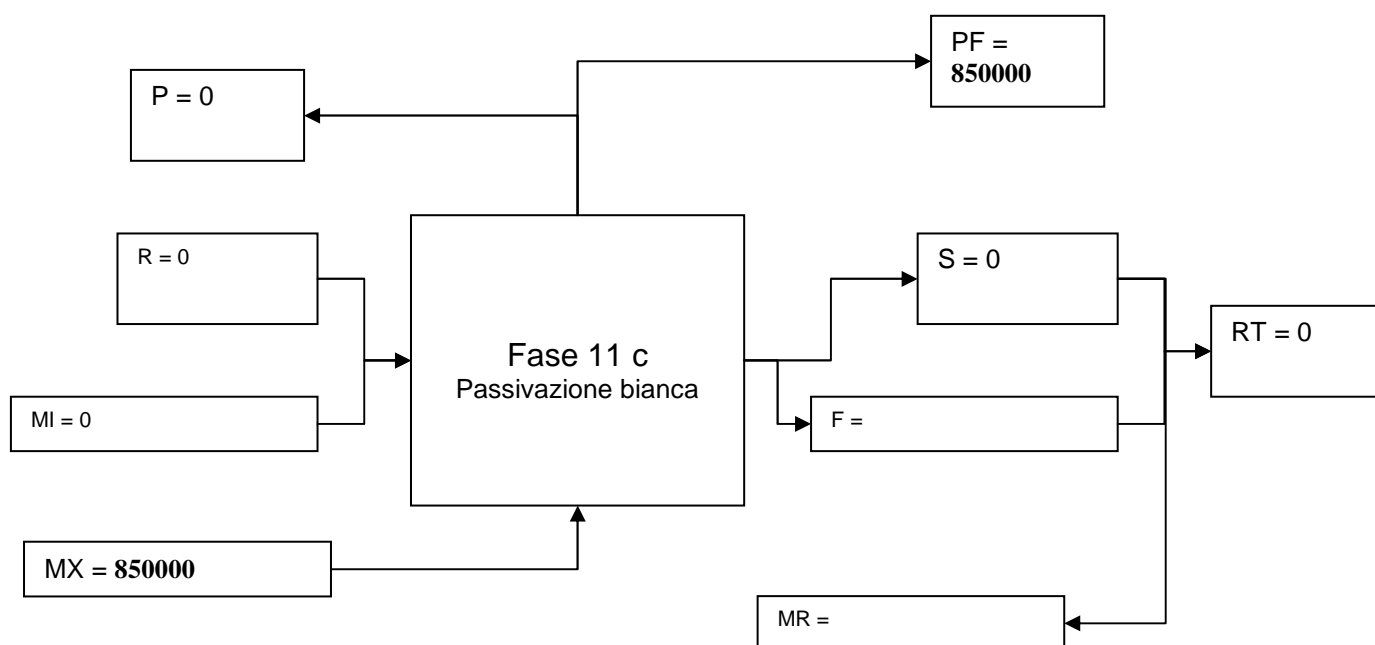 PF =
850000
P = 0
R = 0
S = 0
Fase 11 c
Passivazione bianca
RT = 0
MI = 0
F =
MX = 850000
MR =